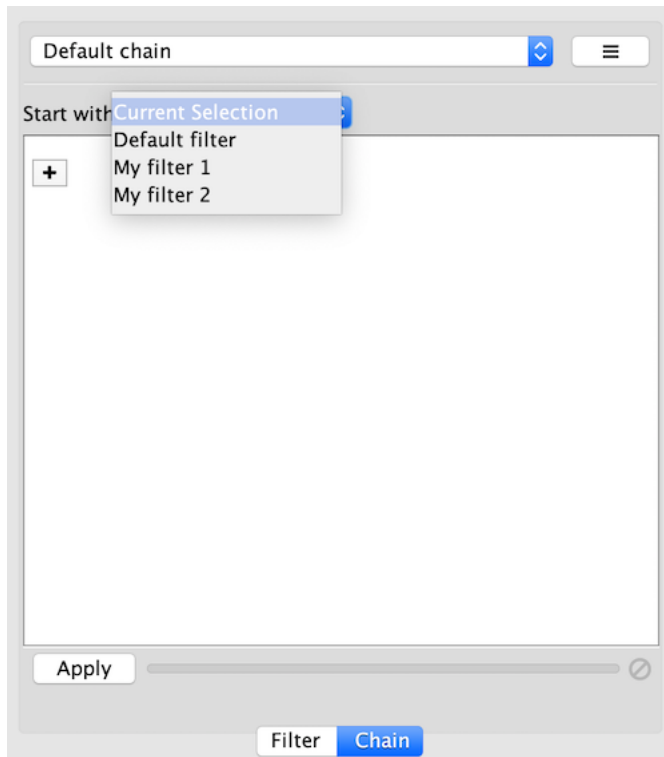 Default chain
Start with
Current Selection
Default filter
My filter 1
My filter 2
+
Apply
Filter
Chain